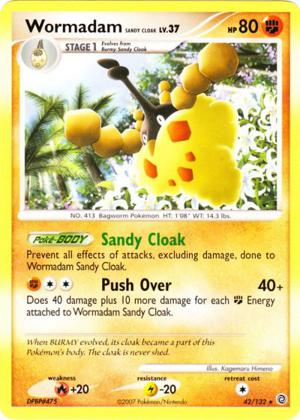 Wormadam SANDY CLOAK LV.37 HP 80
STAGE 1 Evolves from
Burmy Sandy Cloak
NO. 413 Bagworm Pokémon HT: 1'08" WT: 14.3 lbs.
Poké-BODY Sandy Cloak
Prevent all effects of attacks, excluding damage, done to
Wormadam Sandy Cloak.
Push Over 40+
Does 40 damage plus 10 more damage for each Energy
attached to Wormadam Sandy Cloak.
When BURMY evolved, its cloak became a part of this
Pokémon's body. The cloak is never shed.
Illus. Kagemaru Himeno
weakness resistance retreat cost
+20 -20
DPBP#475 ©2007 Pokémon/Nintendo 42/132